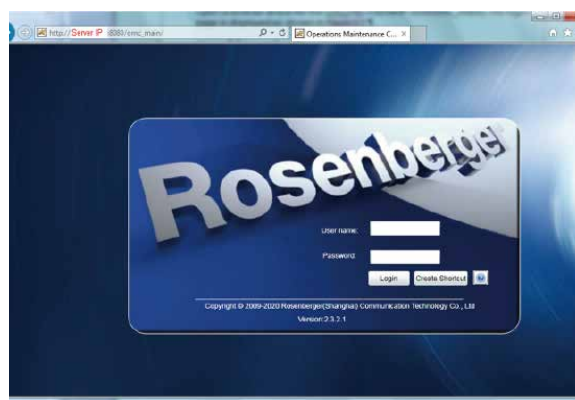 http://Server IP :8080/omc_main/
Operations Maintenance C...
Rosenberger
User name:
Password:
Login Create Shortcut
Copyright © 2009-2020 Rosenberger(Shanghai) Communication Technology Co., Ltd
Version:2.3.2.1